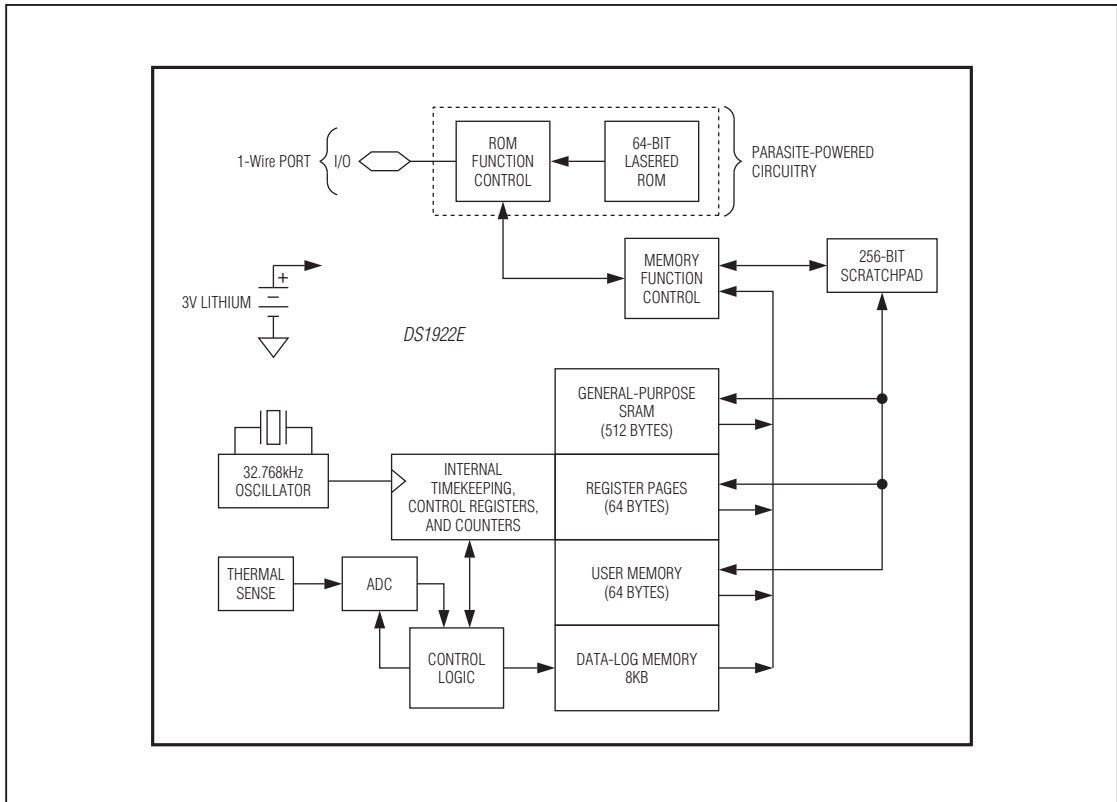 1-Wire PORT
I/O
ROM
FUNCTION
CONTROL
64-BIT
LASERED
ROM
PARASITE-POWERED
CIRCUITRY
MEMORY
FUNCTION
CONTROL
256-BIT
SCRATCHPAD
+
3V LITHIUM
DS1922E
GENERAL-PURPOSE
SRAM
(512 BYTES)
32.768kHz
OSCILLATOR
INTERNAL
TIMEKEEPING,
CONTROL REGISTERS,
AND COUNTERS
REGISTER PAGES
(64 BYTES)
THERMAL
SENSE
ADC
USER MEMORY
(64 BYTES)
CONTROL
LOGIC
DATA-LOG MEMORY
8KB